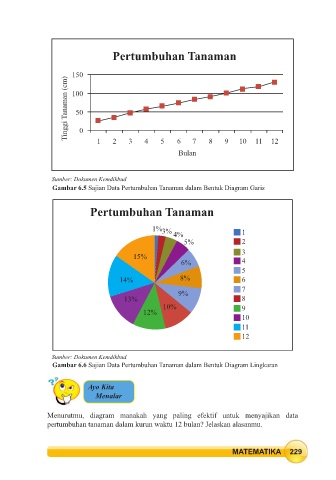 Pertumbuhan Tanaman
150
100
50
0
Tinggi Tanaman (cm)
1 2 3 4 5 6 7 8 9 10 11 12
Bulan
Sumber: Dokumen Kemdikbud
Gambar 6.5 Sajian Data Pertumbuhan Tanaman dalam Bentuk Diagram Garis
Pertumbuhan Tanaman
1% 3% 4%
5%
6%
8%
9%
10%
12%
13%
14%
15%
1
2
3
4
5
6
7
8
9
10
11
12
Sumber: Dokumen Kemdikbud
Gambar 6.6 Sajian Data Pertumbuhan Tanaman dalam Bentuk Diagram Lingkaran
Ayo Kita
Menalar
Menurutmu, diagram manakah yang paling efektif untuk menyajikan data
pertumbuhan tanaman dalam kurun waktu 12 bulan? Jelaskan alasanmu.
MATEMATIKA 229